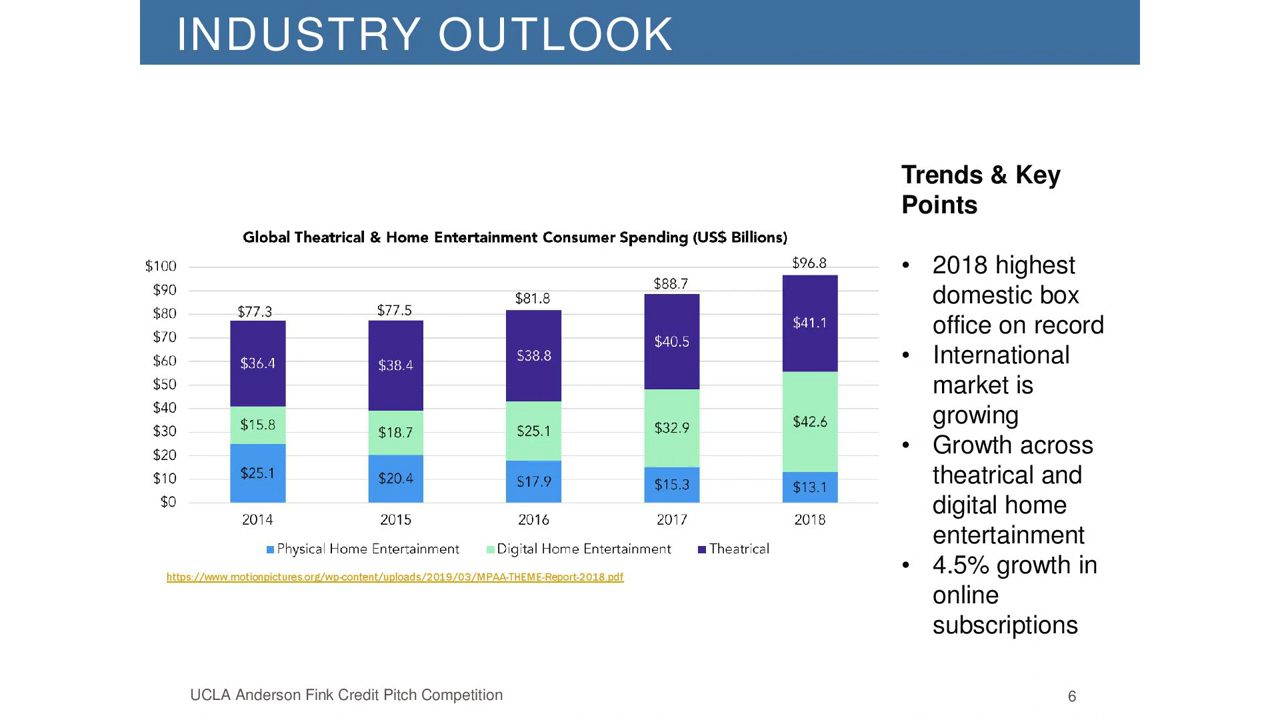 INDUSTRY OUTLOOK
Global Theatrical & Home Entertainment Consumer Spending (US$ Billions)
$100
$90
$80
$70
$60
$50
$40
$30
$20
$10
$0
$77.3
$36.4
$15.8
$25.1
2014
$77.5
$38.4
$18.7
$20.4
2015
$81.8
$38.8
$25.1
$17.9
2016
$88.7
$40.5
$32.9
$15.3
2017
$96.8
$41.1
$42.6
$13.1
2018
Physical Home Entertainment
Digital Home Entertainment
Theatrical
https://www.motionpictures.org/wp-content/uploads/2019/03/MPAA-THEME-Report-2018.pdf
Trends & Key
Points
• 2018 highest
domestic box
office on record
• International
market is
growing
• Growth across
theatrical and
digital home
entertainment
• 4.5% growth in
online
subscriptions
UCLA Anderson Fink Credit Pitch Competition
6